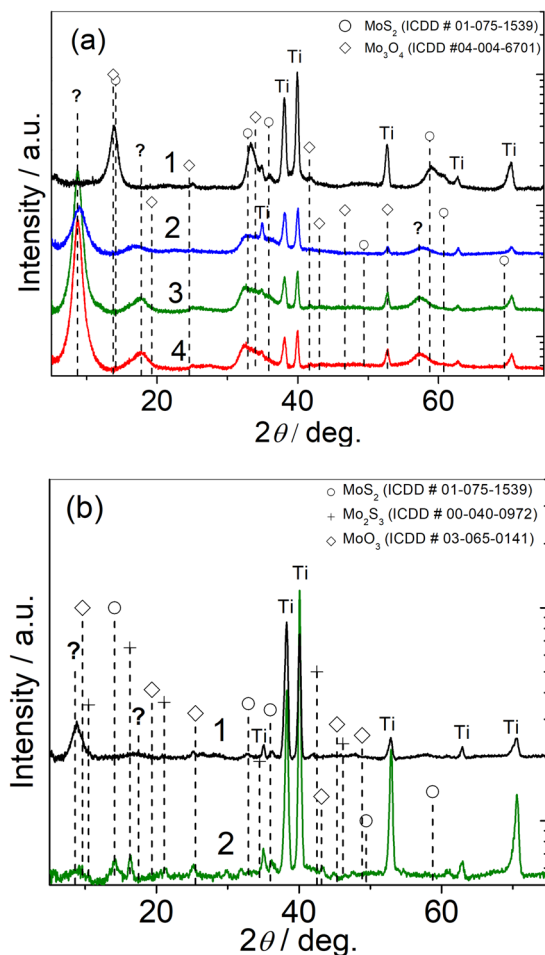 (a)
MoS2 (ICDD # 01-075-1539)
Mo3O4 (ICDD #04-004-6701)
?
?
Ti
Ti
Ti
Ti
Ti
1
Ti
2
?
3
4
Intensity / a.u.
20
40
60
2θ / deg.
(b)
MoS2 (ICDD # 01-075-1539)
Mo2S3 (ICDD # 00-040-0972)
MoO3 (ICDD # 03-065-0141)
Ti
Ti
?
?
1
Ti
Ti
Ti
Ti
2
Intensity / a.u.
20
40
60
2θ / deg.